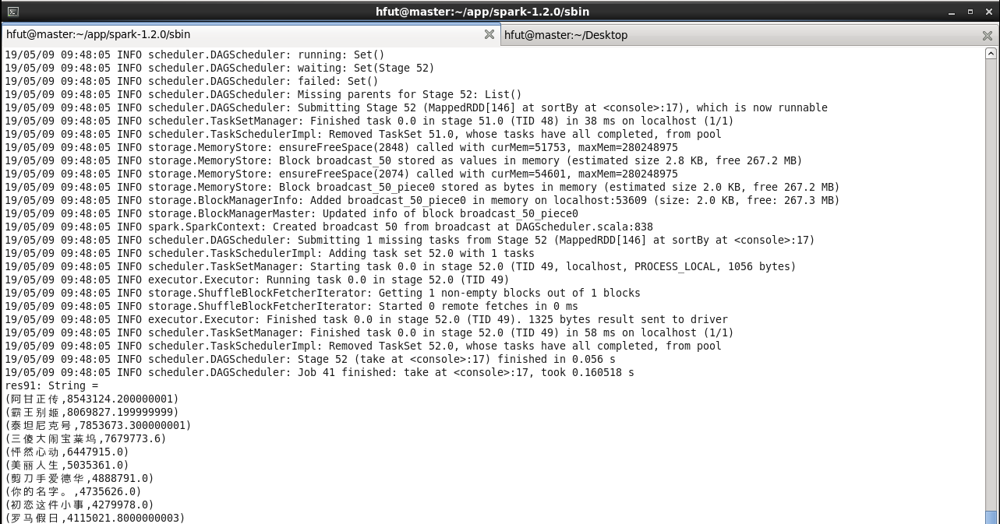 hfut@master:~/app/spark-1.2.0/sbin
hfut@master:~/app/spark-1.2.0/sbin
hfut@master:~/Desktop
19/05/09 09:48:05 INFO scheduler.DAGScheduler: running: Set()
19/05/09 09:48:05 INFO scheduler.DAGScheduler: waiting: Set(Stage 52)
19/05/09 09:48:05 INFO scheduler.DAGScheduler: failed: Set()
19/05/09 09:48:05 INFO scheduler.DAGScheduler: Missing parents for Stage 52: List()
19/05/09 09:48:05 INFO scheduler.DAGScheduler: Submitting Stage 52 (MappedRDD[146] at sortBy at <console>:17), which is now runnable
19/05/09 09:48:05 INFO scheduler.TaskSetManager: Finished task 0.0 in stage 51.0 (TID 48) in 38 ms on localhost (1/1)
19/05/09 09:48:05 INFO scheduler.TaskSchedulerImpl: Removed TaskSet 51.0, whose tasks have all completed, from pool
19/05/09 09:48:05 INFO storage.MemoryStore: ensureFreeSpace(2848) called with curMem=51753, maxMem=280248975
19/05/09 09:48:05 INFO storage.MemoryStore: Block broadcast_50 stored as values in memory (estimated size 2.8 KB, free 267.2 MB)
19/05/09 09:48:05 INFO storage.MemoryStore: ensureFreeSpace(2074) called with curMem=54601, maxMem=280248975
19/05/09 09:48:05 INFO storage.MemoryStore: Block broadcast_50_piece0 stored as bytes in memory (estimated size 2.0 KB, free 267.2 MB)
19/05/09 09:48:05 INFO storage.BlockManagerInfo: Added broadcast_50_piece0 in memory on localhost:53609 (size: 2.0 KB, free: 267.3 MB)
19/05/09 09:48:05 INFO storage.BlockManagerMaster: Updated info of block broadcast_50_piece0
19/05/09 09:48:05 INFO spark.SparkContext: Created broadcast 50 from broadcast at DAGScheduler.scala:838
19/05/09 09:48:05 INFO scheduler.DAGScheduler: Submitting 1 missing tasks from Stage 52 (MappedRDD[146] at sortBy at <console>:17)
19/05/09 09:48:05 INFO scheduler.TaskSchedulerImpl: Adding task set 52.0 with 1 tasks
19/05/09 09:48:05 INFO scheduler.TaskSetManager: Starting task 0.0 in stage 52.0 (TID 49, localhost, PROCESS_LOCAL, 1056 bytes)
19/05/09 09:48:05 INFO executor.Executor: Running task 0.0 in stage 52.0 (TID 49)
19/05/09 09:48:05 INFO storage.ShuffleBlockFetcherIterator: Getting 1 non-empty blocks out of 1 blocks
19/05/09 09:48:05 INFO storage.ShuffleBlockFetcherIterator: Started 0 remote fetches in 0 ms
19/05/09 09:48:05 INFO executor.Executor: Finished task 0.0 in stage 52.0 (TID 49). 1325 bytes result sent to driver
19/05/09 09:48:05 INFO scheduler.TaskSetManager: Finished task 0.0 in stage 52.0 (TID 49) in 58 ms on localhost (1/1)
19/05/09 09:48:05 INFO scheduler.TaskSchedulerImpl: Removed TaskSet 52.0, whose tasks have all completed, from pool
19/05/09 09:48:05 INFO scheduler.DAGScheduler: Stage 52 (take at <console>:17) finished in 0.056 s
19/05/09 09:48:05 INFO scheduler.DAGScheduler: Job 41 finished: take at <console>:17, took 0.160518 s
res91: String =
(阿甘正传,8543124.200000001)
(霸王别姬,8069827.199999999)
(泰坦尼克号,7853673.300000001)
(三傻大闹宝莱坞,7679773.6)
(怦然心动,6447915.0)
(美丽人生,5035361.0)
(剪刀手爱德华,4888791.0)
(你的名字。,4735626.0)
(初恋这件小事,4279978.0)
(罗马假日,4115021.8000000003)